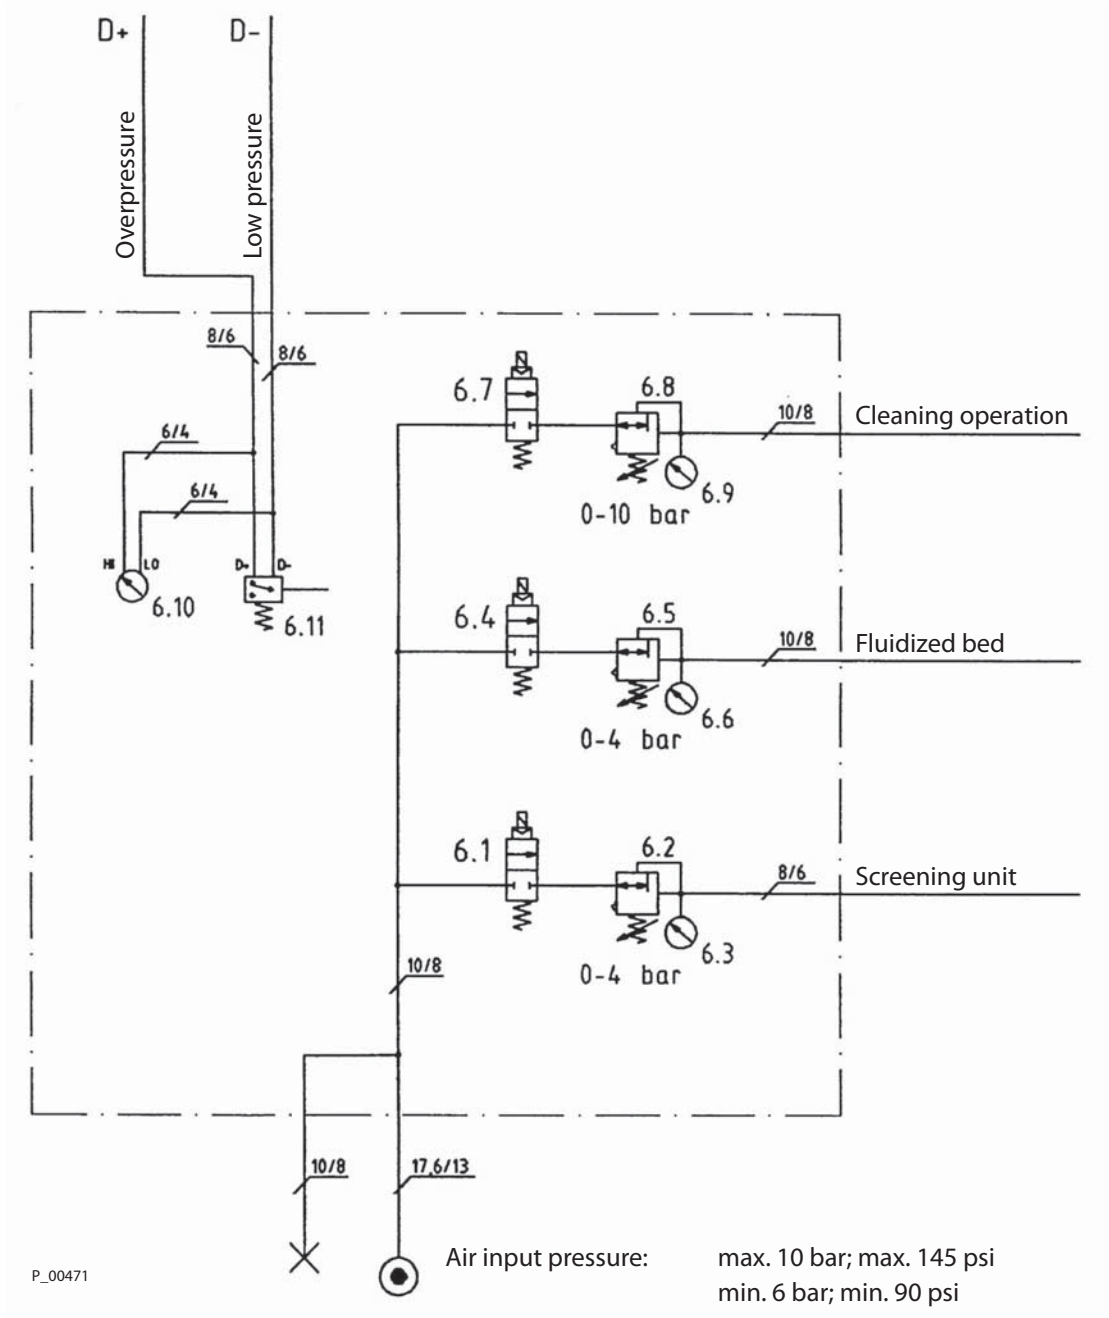 D+
D-
Overpressure
Low pressure
8/6
8/6
6/4
6/4
HI
LO
D+
D-
6.10
6.11
6.7
6.8
10/8
Cleaning operation
6.9
0-10 bar
6.4
6.5
10/8
Fluidized bed
6.6
0-4 bar
6.1
6.2
8/6
Screening unit
6.3
0-4 bar
10/8
10/8
17,6/13
Air input pressure: max. 10 bar; max. 145 psi
min. 6 bar; min. 90 psi
P_00471